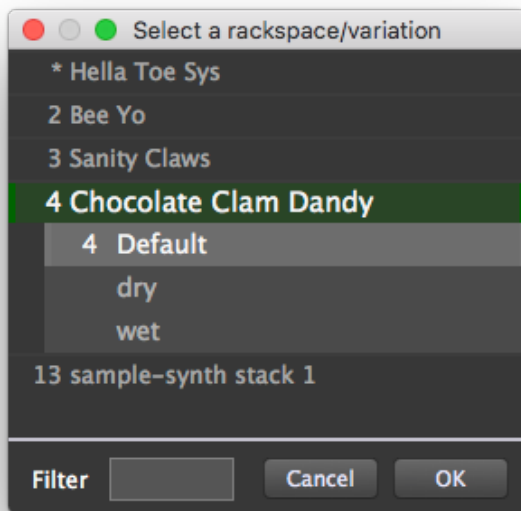 Select a rackspace/variation
* Hella Toe Sys
2 Bee Yo
3 Sanity Claws
4 Chocolate Clam Dandy
4 Default
dry
wet
13 sample-synth stack 1
Filter Cancel OK